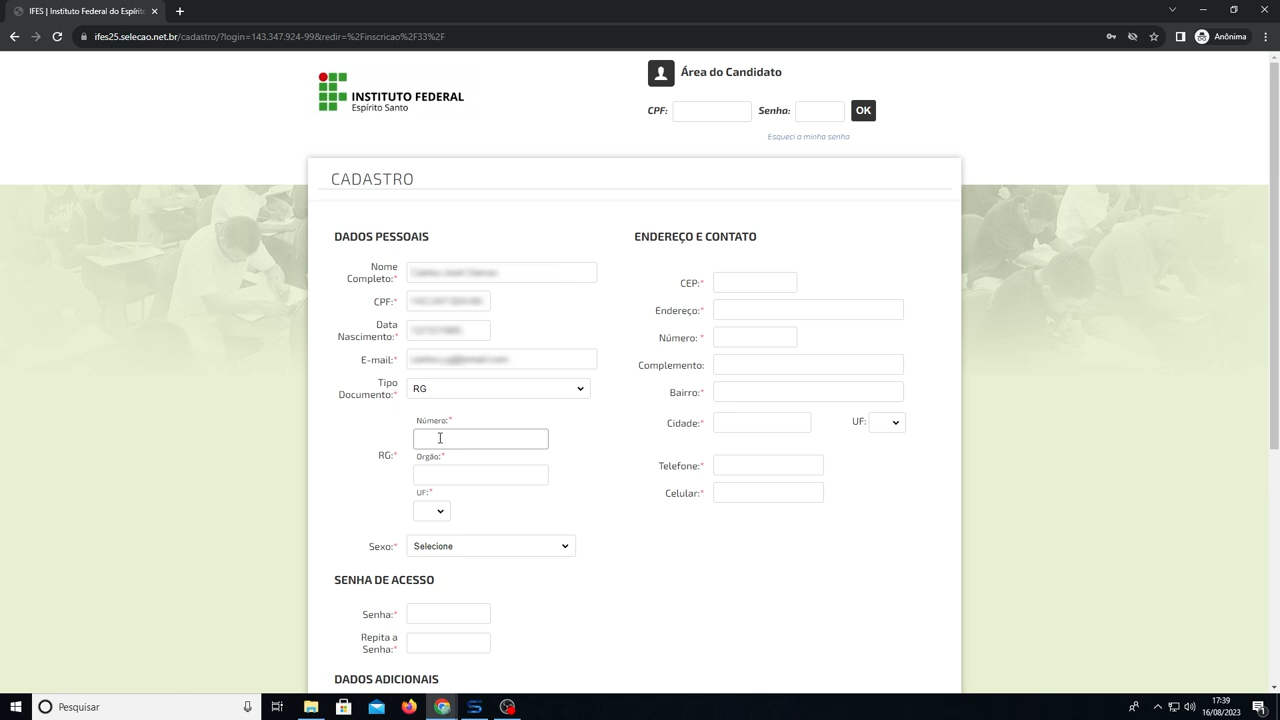 IFES | Instituto Federal do Espíri
ifes25.selecao.net.br/cadastro/?login=143.347.924-99&redir=%2Finscricao%2F33%2F
Anônima
INSTITUTO FEDERAL
Espírito Santo
Área do Candidato
CPF: Senha: OK
Esqueci a minha senha
CADASTRO
DADOS PESSOAIS
Nome
Completo:*
CPF:*
Data
Nascimento:*
E-mail:*
Tipo
Documento:*
RG
Número:*
RG:*
Orgão:*
UF:*
Sexo:*
Selecione
SENHA DE ACESSO
Senha:*
Repita a
Senha:*
DADOS ADICIONAIS
ENDEREÇO E CONTATO
CEP:*
Endereço:*
Número: *
Complemento:
Bairro:*
Cidade:* UF:
Telefone:*
Celular:*
Pesquisar
17:39
16/08/2023